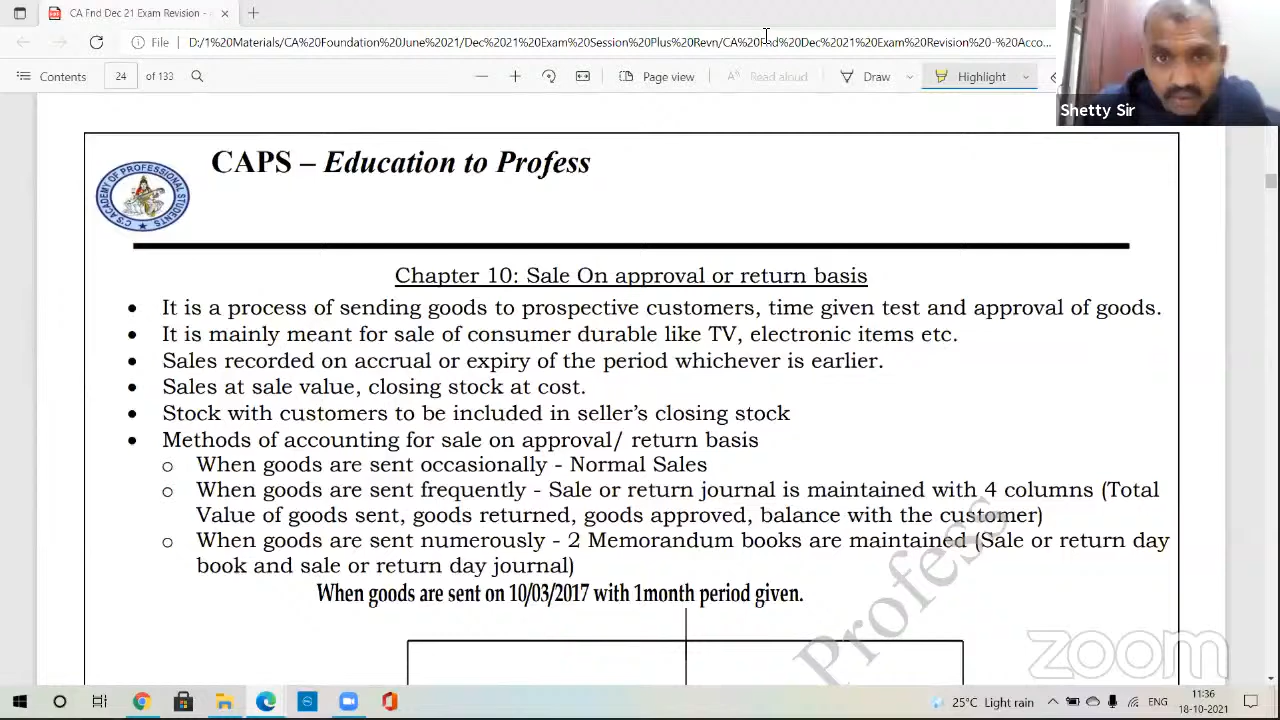 CA Fnd Dec 21 Exam Revision -
File
D:/1%20Materials/CA%20Foundation%20June%2021/Dec%2021%20Exam%20Session%20Plus%20Revn/CA%20Fnd%20Dec%2021%20Exam%20Revision%20-%20Acco...
Contents
24
of 133
Page view
Read aloud
Draw
Highlight
Shetty Sir
CAPS – Education to Profess
C'S ACADEMY OF PROFESSIONAL STUDENTS
Chapter 10: Sale On approval or return basis
• It is a process of sending goods to prospective customers, time given test and approval of goods.
• It is mainly meant for sale of consumer durable like TV, electronic items etc.
• Sales recorded on accrual or expiry of the period whichever is earlier.
• Sales at sale value, closing stock at cost.
• Stock with customers to be included in seller's closing stock
• Methods of accounting for sale on approval/ return basis
o When goods are sent occasionally - Normal Sales
o When goods are sent frequently - Sale or return journal is maintained with 4 columns (Total
Value of goods sent, goods returned, goods approved, balance with the customer)
o When goods are sent numerously - 2 Memorandum books are maintained (Sale or return day
book and sale or return day journal)
When goods are sent on 10/03/2017 with 1month period given.
Profess
zoom
25°C Light rain
ENG
11:36
18-10-2021